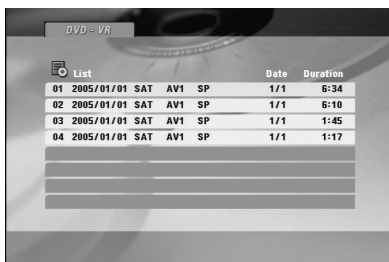 DVD - VR
List Date Duration
01 2005/01/01 SAT AV1 SP 1/1 6:34
02 2005/01/01 SAT AV1 SP 1/1 6:10
03 2005/01/01 SAT AV1 SP 1/1 1:45
04 2005/01/01 SAT AV1 SP 1/1 1:17